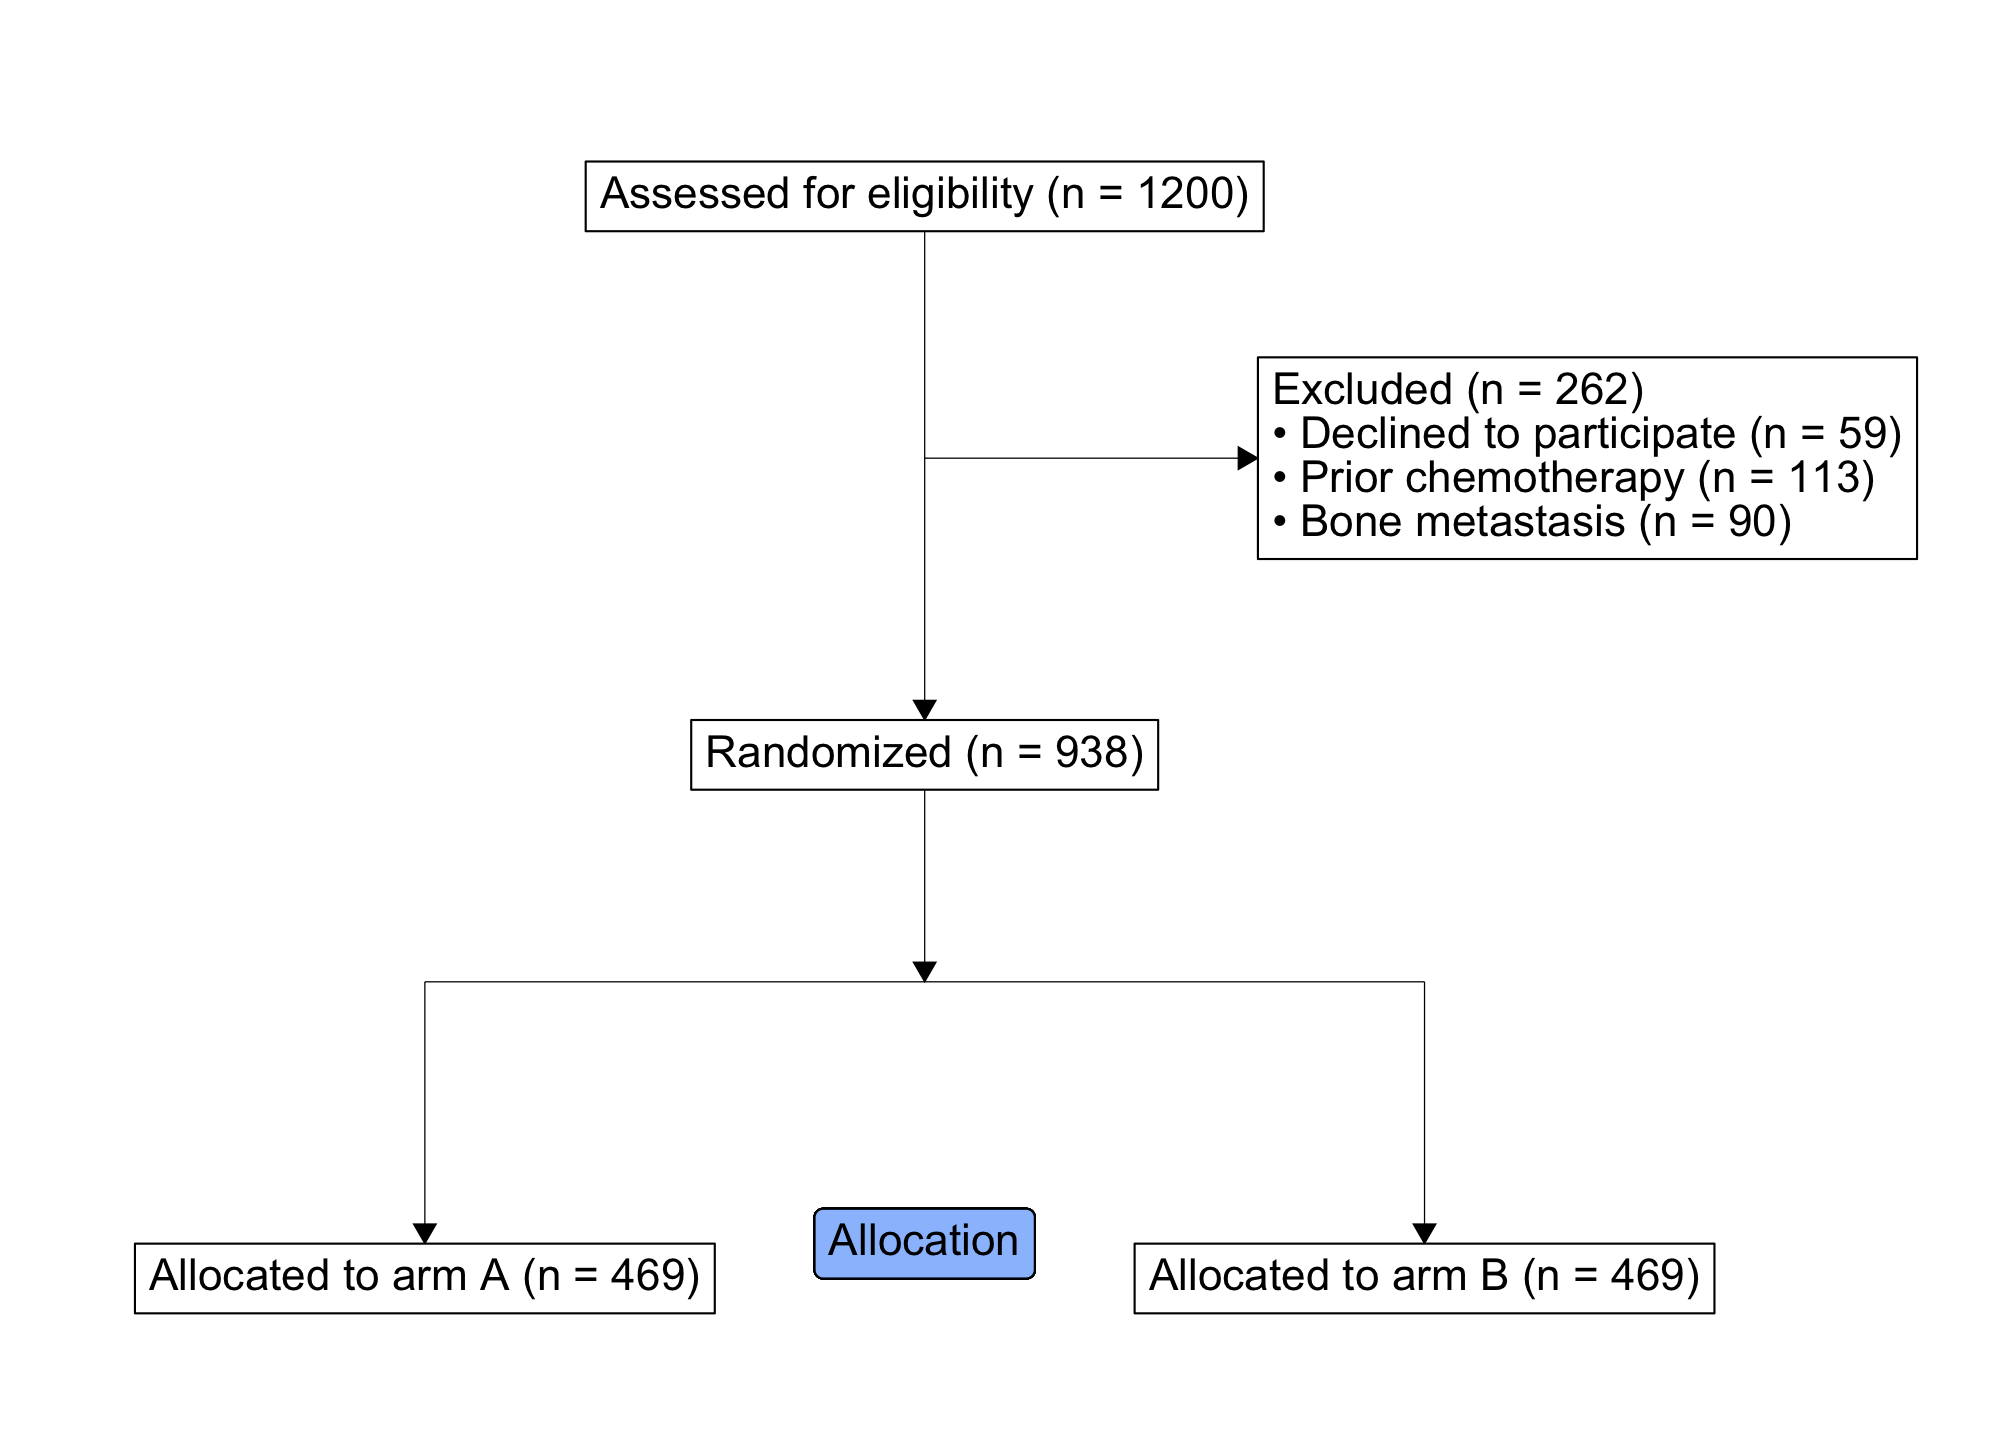 Assessed for eligibility (n = 1200)
Excluded (n = 262)
• Declined to participate (n = 59)
• Prior chemotherapy (n = 113)
• Bone metastasis (n = 90)
Randomized (n = 938)
Allocation
Allocated to arm A (n = 469)
Allocated to arm B (n = 469)